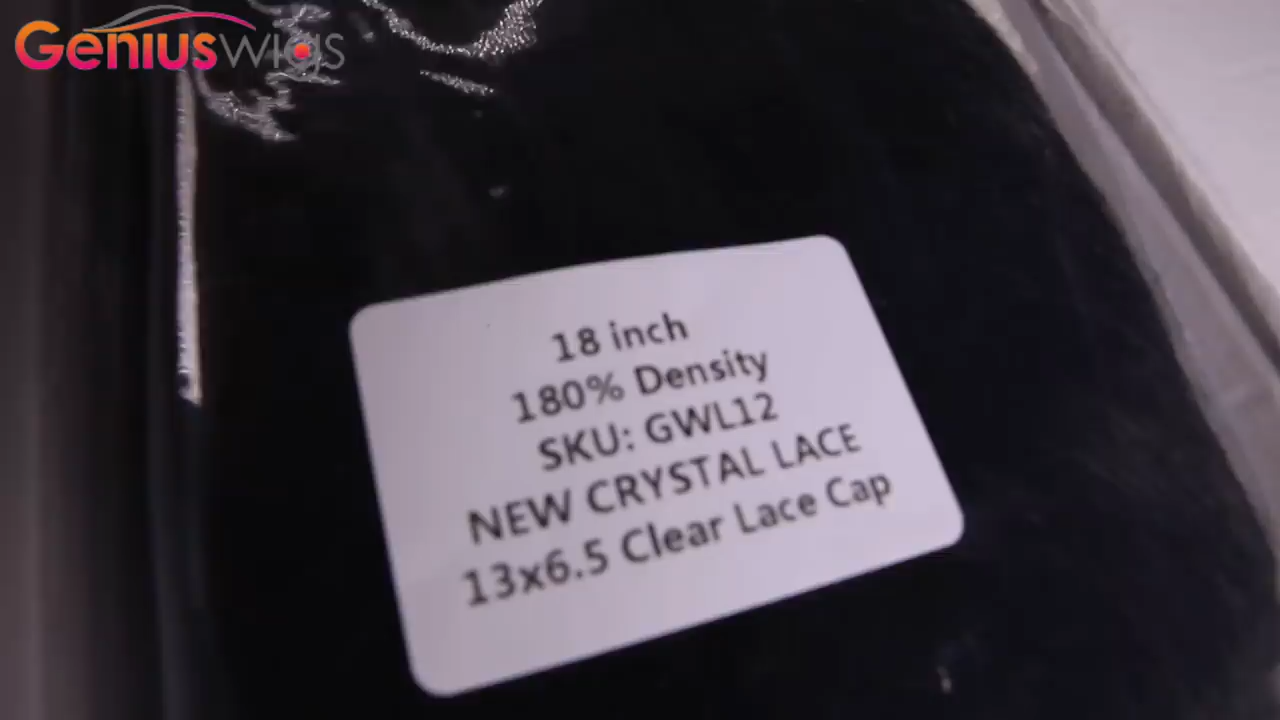 Geniuswigs
18 inch
180% Density
SKU: GWL12
NEW CRYSTAL LACE
13x6.5 Clear Lace Cap